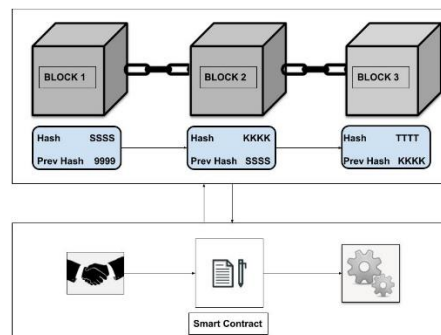 BLOCK 1
BLOCK 2
BLOCK 3
Hash SSSS
Prev Hash 9999
Hash KKKK
Prev Hash SSSS
Hash TTTT
Prev Hash KKKK
Smart Contract